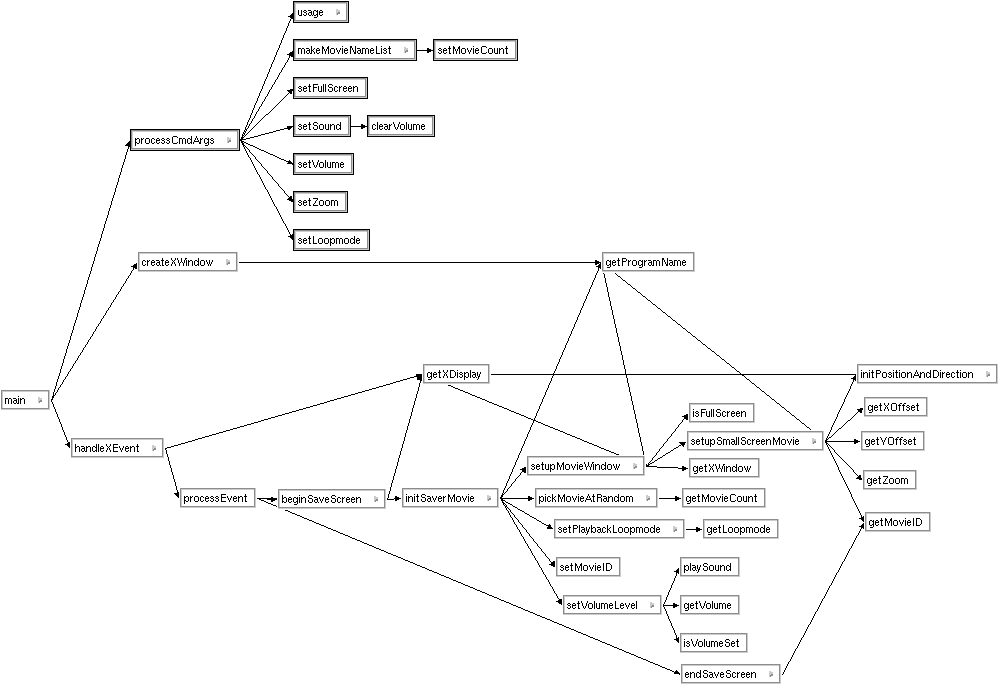 usage
makeMovieNameList
setMovieCount
setFullScreen
setSound
clearVolume
processCmdArgs
setVolume
setZoom
setLoopmode
createXWindow
getProgramName
getXDisplay
initPositionAndDirection
main
getXOffset
isFullScreen
handleXEvent
setupSmallScreenMovie
getYOffset
setupMovieWindow
getXWindow
getZoom
processEvent
beginSaveScreen
initSaverMovie
pickMovieAtRandom
getMovieCount
getMovieID
setPlaybackLoopmode
getLoopmode
setMovieID
playSound
setVolumeLevel
getVolume
isVolumeSet
endSaveScreen